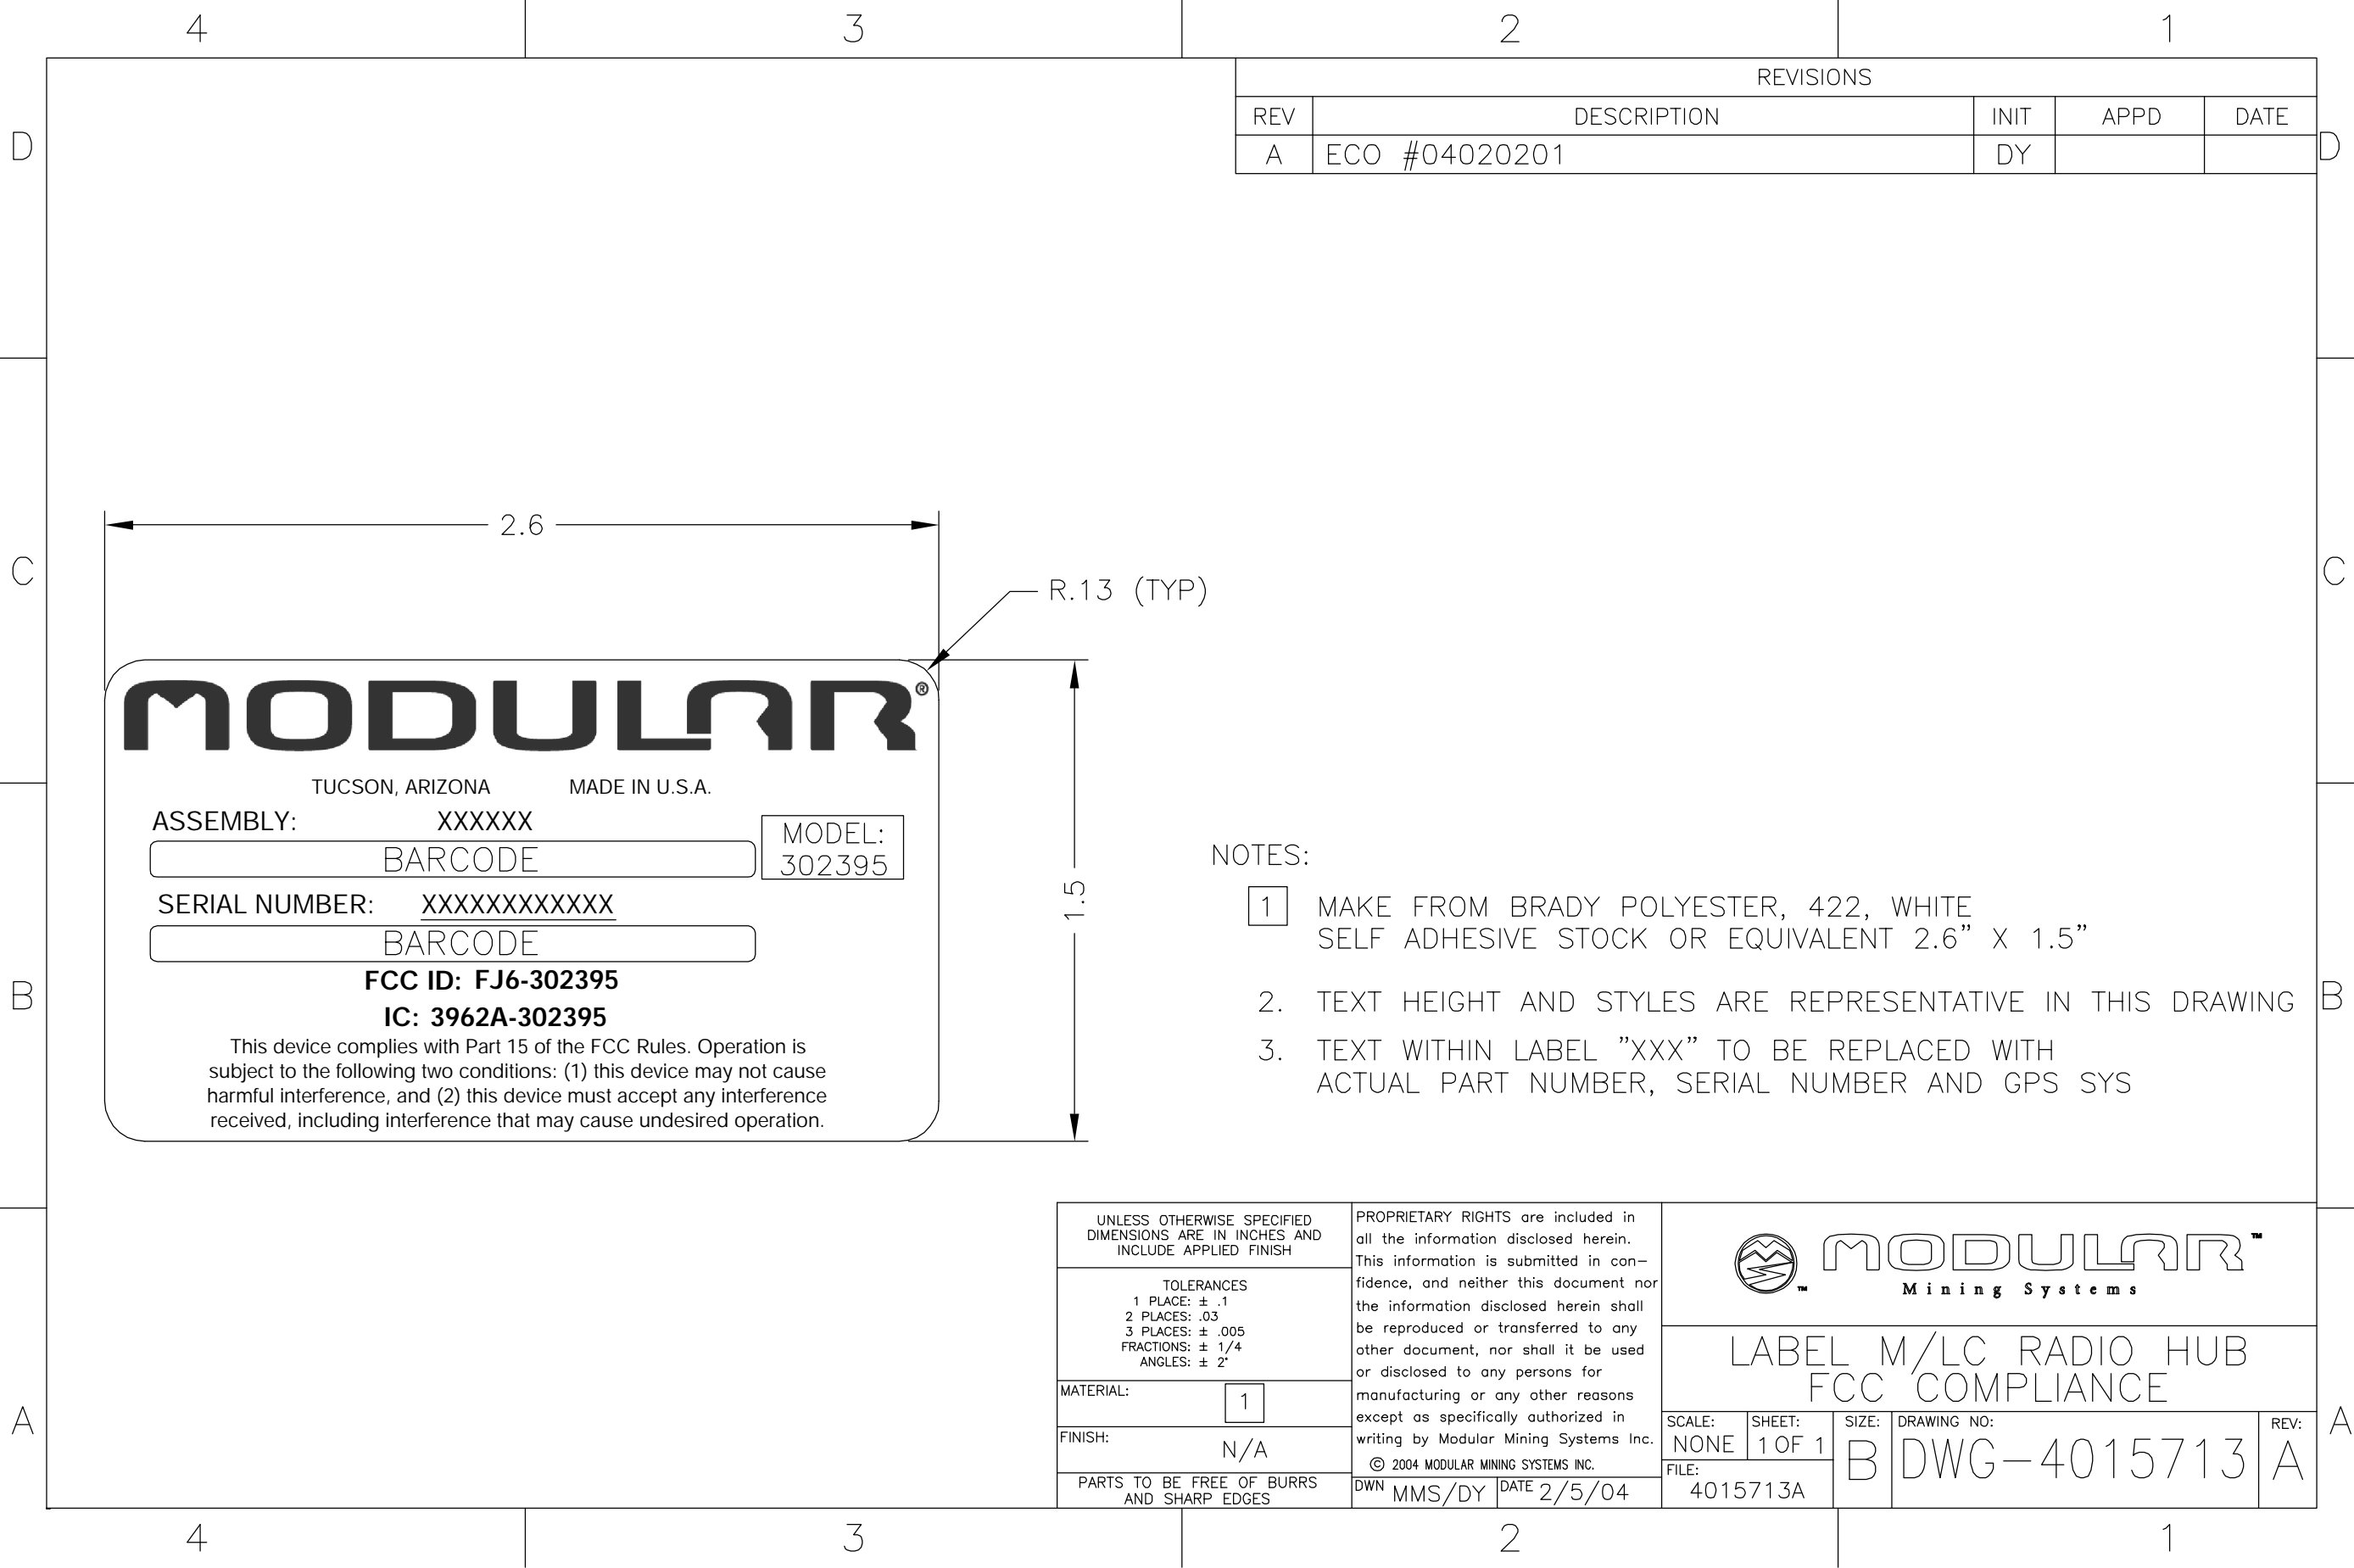 4 3 2 1
REVISIONS
REV DESCRIPTION INIT APPD DATE
A ECO #04020201 DY
D D
2.6
C C
R.13 (TYP)
MODULAR®
TUCSON, ARIZONA MADE IN U.S.A.
ASSEMBLY: XXXXXX
MODEL:
302395
BARCODE
SERIAL NUMBER: XXXXXXXXXXXX
BARCODE
FCC ID: FJ6-302395
IC: 3962A-302395
This device complies with Part 15 of the FCC Rules. Operation is
subject to the following two conditions: (1) this device may not cause
harmful interference, and (2) this device must accept any interference
received, including interference that may cause undesired operation.
1.5
NOTES:
1 MAKE FROM BRADY POLYESTER, 422, WHITE
SELF ADHESIVE STOCK OR EQUIVALENT 2.6” X 1.5”
2. TEXT HEIGHT AND STYLES ARE REPRESENTATIVE IN THIS DRAWING
3. TEXT WITHIN LABEL ”XXX” TO BE REPLACED WITH
ACTUAL PART NUMBER, SERIAL NUMBER AND GPS SYS
B B
UNLESS OTHERWISE SPECIFIED
DIMENSIONS ARE IN INCHES AND
INCLUDE APPLIED FINISH
TOLERANCES
1 PLACE: ± .1
2 PLACES: .03
3 PLACES: ± .005
FRACTIONS: ± 1/4
ANGLES: ± 2°
MATERIAL: 1
FINISH: N/A
PARTS TO BE FREE OF BURRS
AND SHARP EDGES
PROPRIETARY RIGHTS are included in
all the information disclosed herein.
This information is submitted in con–
fidence, and neither this document nor
the information disclosed herein shall
be reproduced or transferred to any
other document, nor shall it be used
or disclosed to any persons for
manufacturing or any other reasons
except as specifically authorized in
writing by Modular Mining Systems Inc.
© 2004 MODULAR MINING SYSTEMS INC.
DWN MMS/DY DATE 2/5/04
™ MODULAR™
Mining Systems
LABEL M/LC RADIO HUB
FCC COMPLIANCE
SCALE: NONE
SHEET: 1 OF 1
FILE: 4015713A
SIZE: B
DRAWING NO: DWG–4015713
REV: A
A A
4 3 2 1